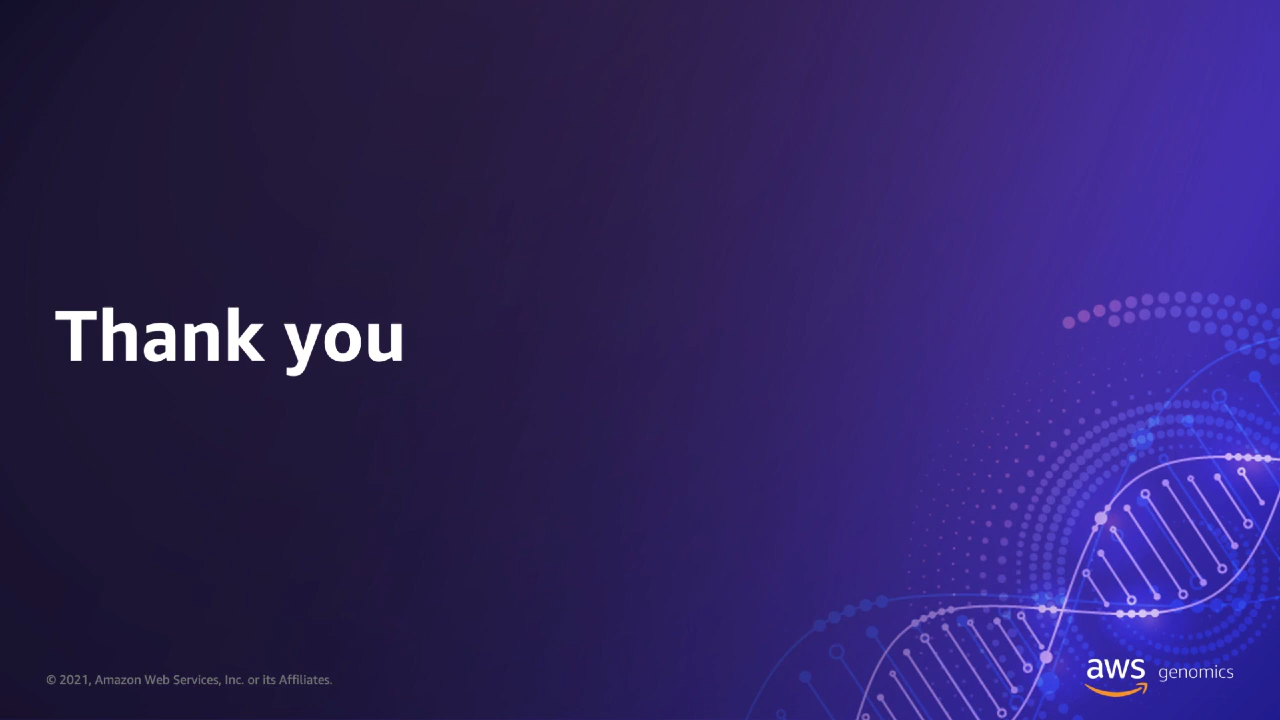 Thank you
© 2021, Amazon Web Services, Inc. or its Affiliates.
aws genomics